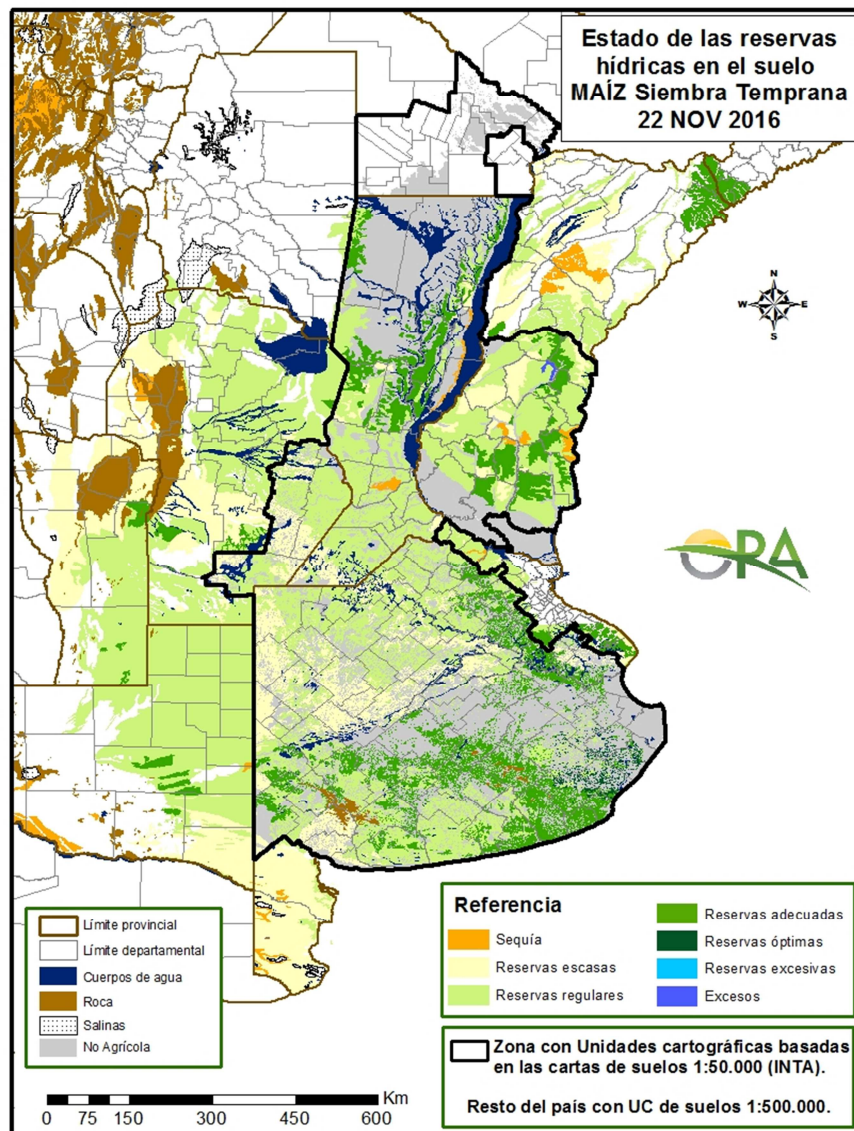 Estado de las reservas
hídricas en el suelo
MAÍZ Siembra Temprana
22 NOV 2016
N
W E
S
ORA
Referencia
Sequía
Reservas escasas
Reservas regulares
Reservas adecuadas
Reservas óptimas
Reservas excesivas
Excesos
Límite provincial
Límite departamental
Cuerpos de agua
Roca
Salinas
No Agrícola
Zona con Unidades cartográficas basadas
en las cartas de suelos 1:50.000 (INTA).
Resto del país con UC de suelos 1:500.000.
Km
0 75 150 300 450 600